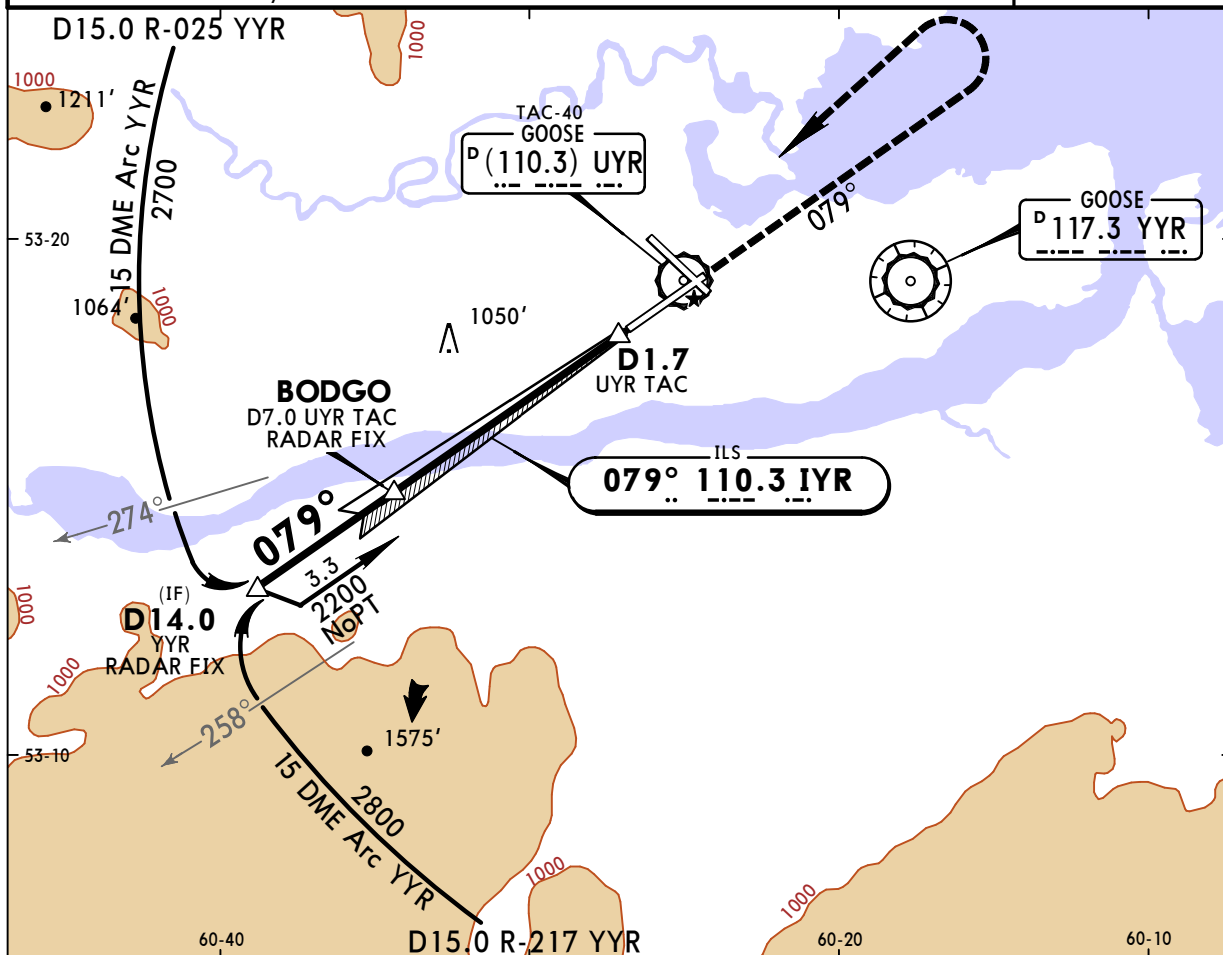 D15.0 R-025 YYR
1000
1000
1211'
15 DME Arc YYR
2700
TAC-40
GOOSE
D (110.3) UYR
079°
GOOSE
D 117.3 YYR
53-20
1064'
1000
1050'
D1.7
UYR TAC
BODGO
D7.0 UYR TAC
RADAR FIX
ILS
079° 110.3 IYR
274°
079°
3.3
2200
NoPT
(IF)
D14.0
YYR
RADAR FIX
1000
1000
258°
1575'
53-10
15 DME Arc YYR
2800
1000
1000
60-40
D15.0 R-217 YYR
60-20
60-10